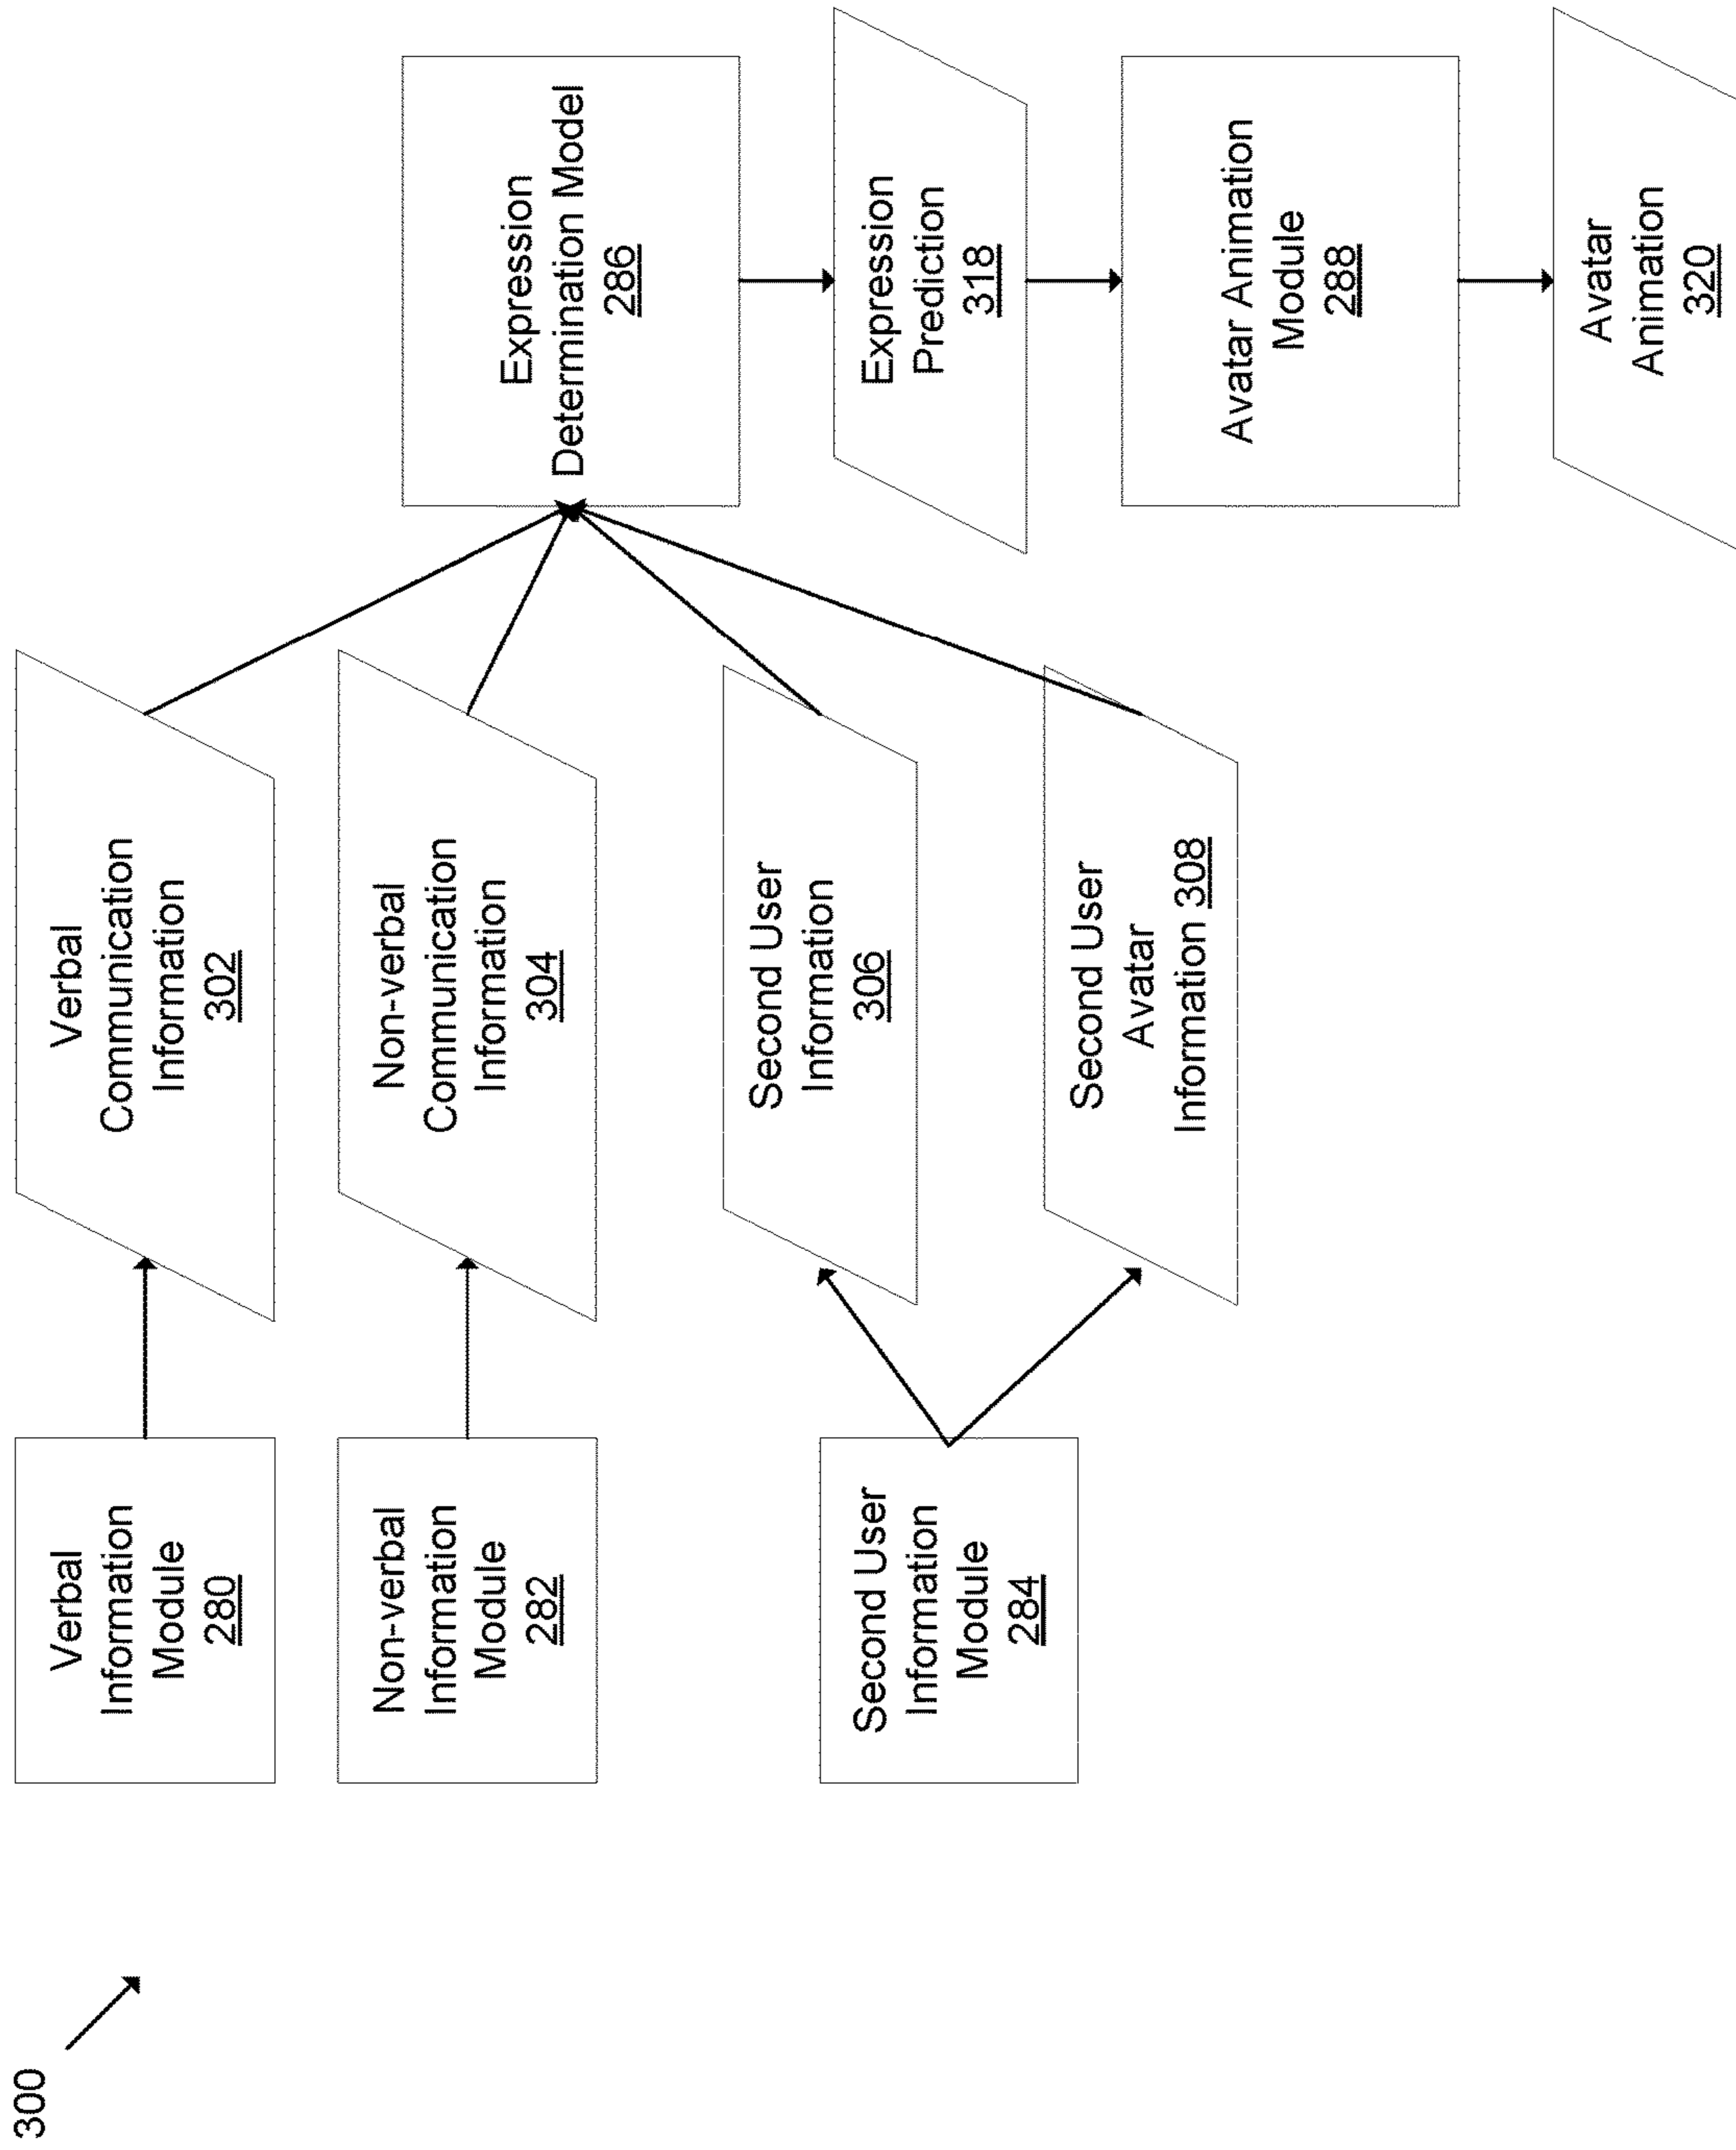 300
Verbal
Information
Module
280
Verbal
Communication
Information
302
Non-verbal
Information
Module
282
Non-verbal
Communication
Information
304
Second User
Information
Module
284
Second User
Information
306
Second User
Avatar
Information 308
Expression
Determination Model
286
Expression
Prediction
318
Avatar Animation
Module
288
Avatar
Animation
320